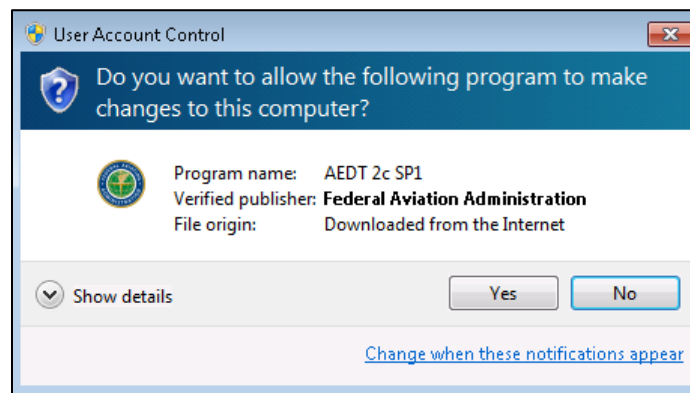 User Account Control
Do you want to allow the following program to make
changes to this computer?
Program name: AEDT 2c SP1
Verified publisher: Federal Aviation Administration
File origin: Downloaded from the Internet
Show details
Yes
No
Change when these notifications appear